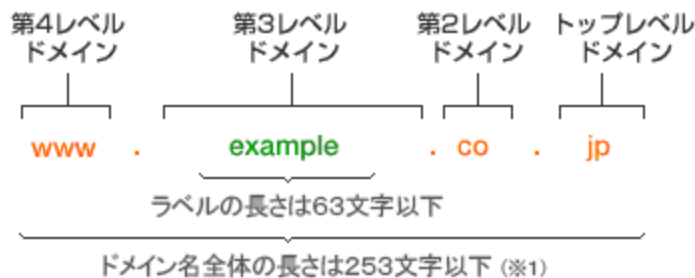 第4レベル
ドメイン
第3レベル
ドメイン
第2レベル
ドメイン
トップレベル
ドメイン
www . example . co . jp
ラベルの長さは63文字以下
ドメイン名全体の長さは253文字以下 (※1)